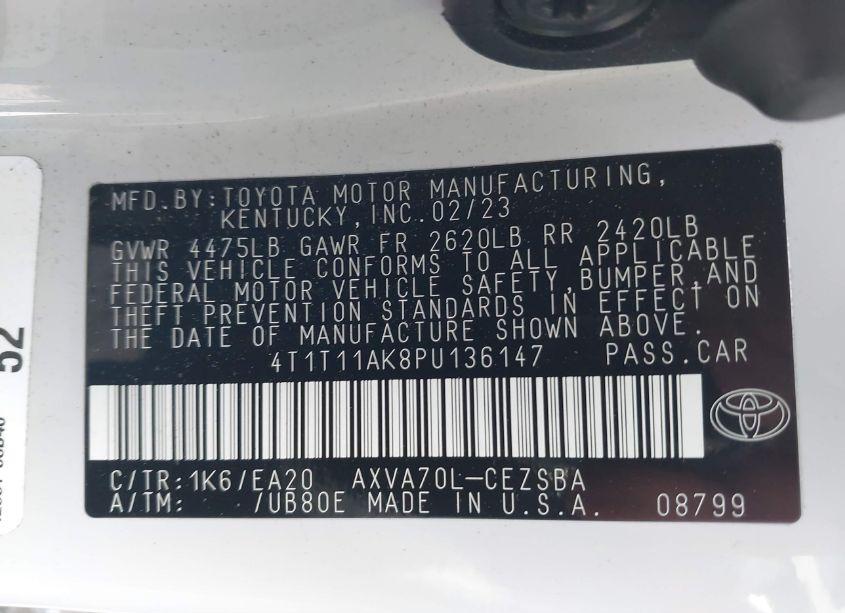 MFD.BY:TOYOTA MOTOR MANUFACTURING,
KENTUCKY,INC.02/23
GVWR 4475LB GAWR FR 2620LB RR 2420LB
THIS VEHICLE CONFORMS TO ALL APPLICABLE
FEDERAL MOTOR VEHICLE SAFETY,BUMPER,AND
THEFT PREVENTION STANDARDS IN EFFECT ON
THE DATE OF MANUFACTURE SHOWN ABOVE.
4T1T11AK8PU136147 PASS.CAR
C/TR:1K6/EA20 AXVA70L-CEZSBA
A/TM: /UB80E MADE IN U.S.A. 08799
52